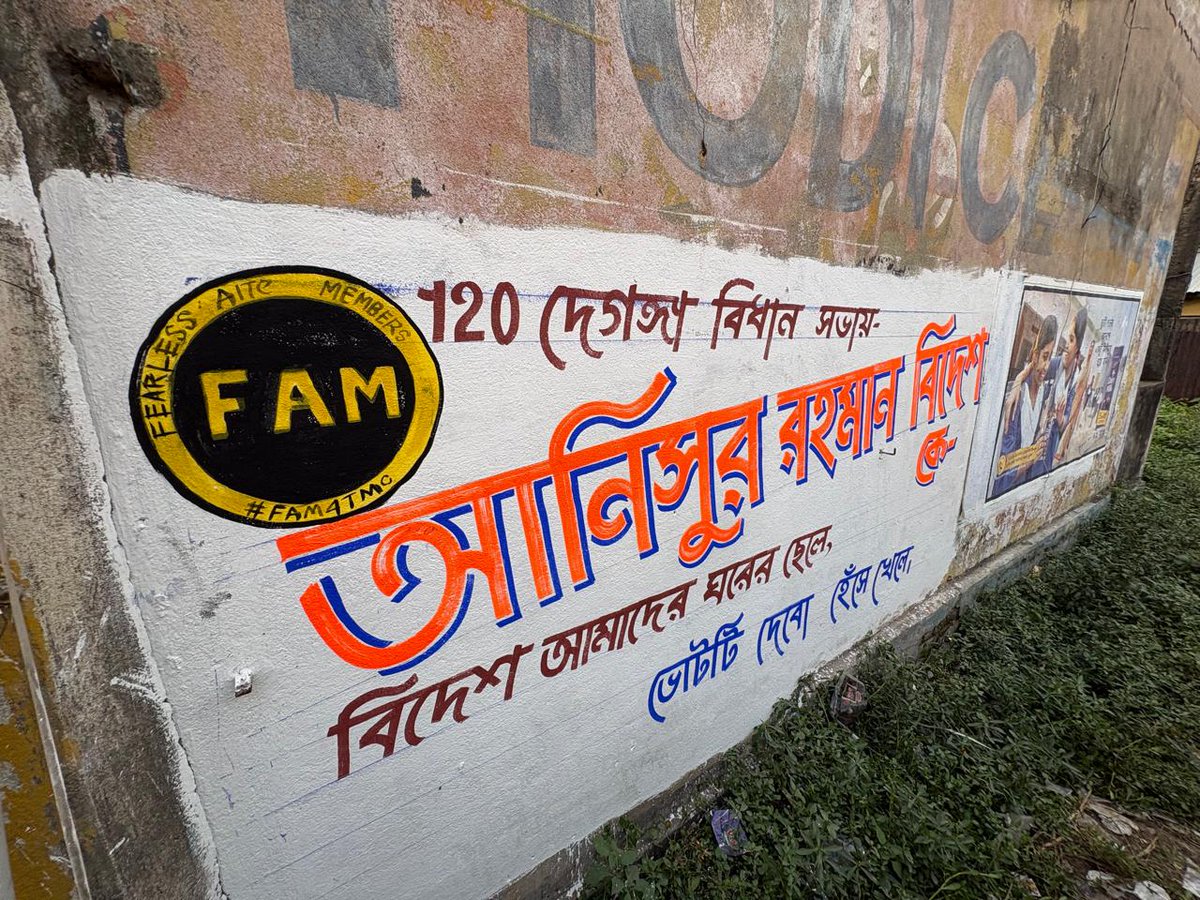 FEARLESS AITC MEMBERS
FAM
#FAM4TMC
120 দেগঙ্গা বিধান সভায়-
আনিসুর রহমান বিদেশ
কে-
বিদেশ আমাদের ঘরের ছেলে,
ভোটটি দেবো হেঁসে খেলে,